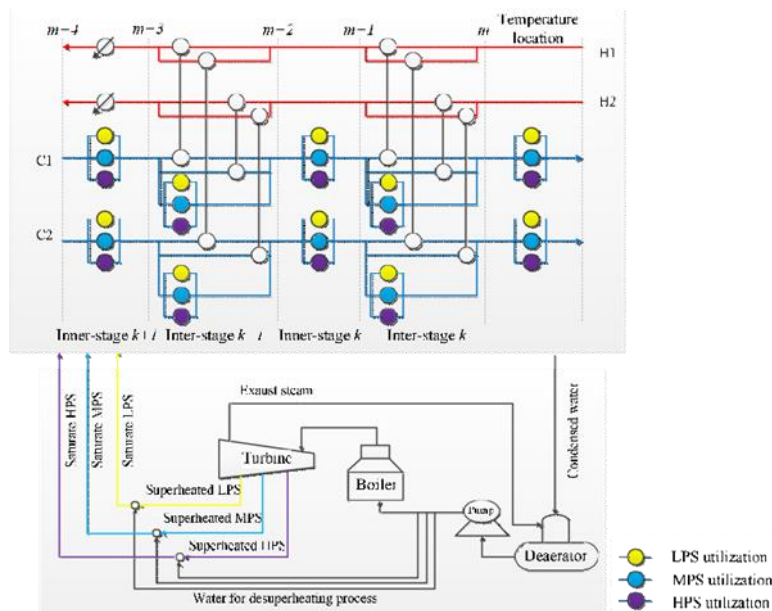 m-4
m-3
m-2
m-1
m
Temperature
location
H1
H2
C1
C2
Inner-stage k+1
Inter-stage k
Inner-stage k
Inter-stage k
Saturate HPS
Saturate MPS
Saturate LPS
Exaust steam
Condensed water
Turbine
Boiler
Pump
Deaerator
Superheated LPS
Superheated MPS
Superheated HPS
Water for desuperheating process
LPS utilization
MPS utilization
HPS utilization